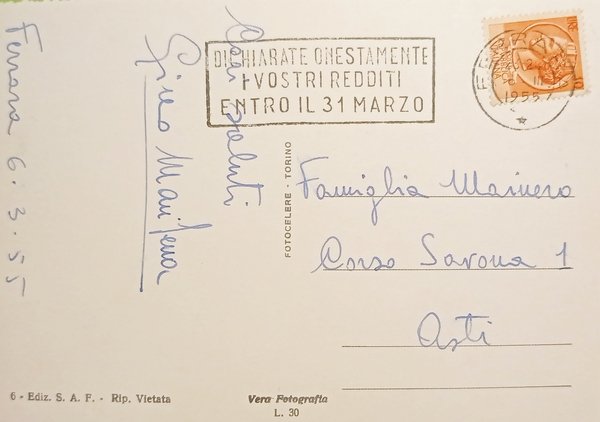 Ferrara 6.3.55
Cari saluti
DICHIARATE ONESTAMENTE
I VOSTRI REDDITI
ENTRO IL 31 MARZO
1955
FOTOCELERE - TORINO
Famiglia Mainero
Corso Savona 1
Asti
6 - Ediz. S. A. F. - Rip. Vietata
Vera Fotografia
L. 30